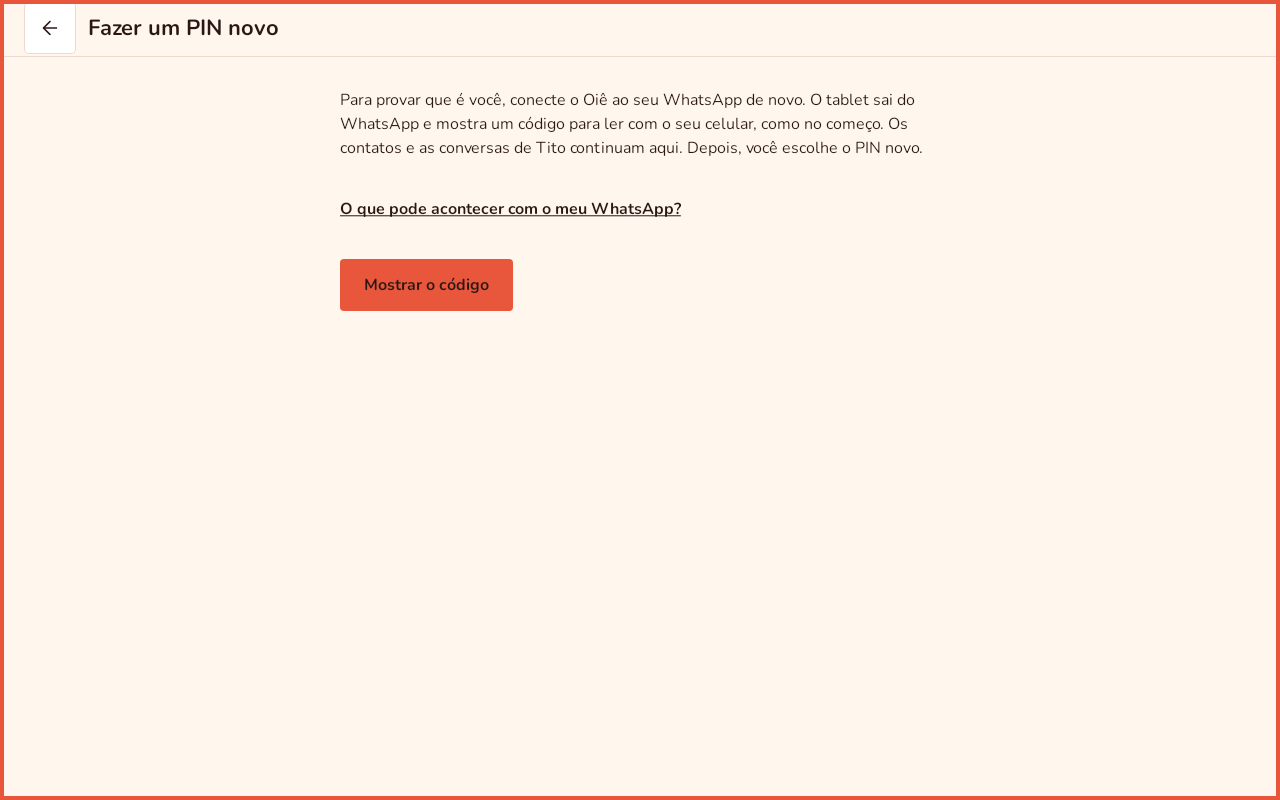 Fazer um PIN novo
Para provar que é você, conecte o Oiê ao seu WhatsApp de novo. O tablet sai do
WhatsApp e mostra um código para ler com o seu celular, como no começo. Os
contatos e as conversas de Tito continuam aqui. Depois, você escolhe o PIN novo.
O que pode acontecer com o meu WhatsApp?
Mostrar o código